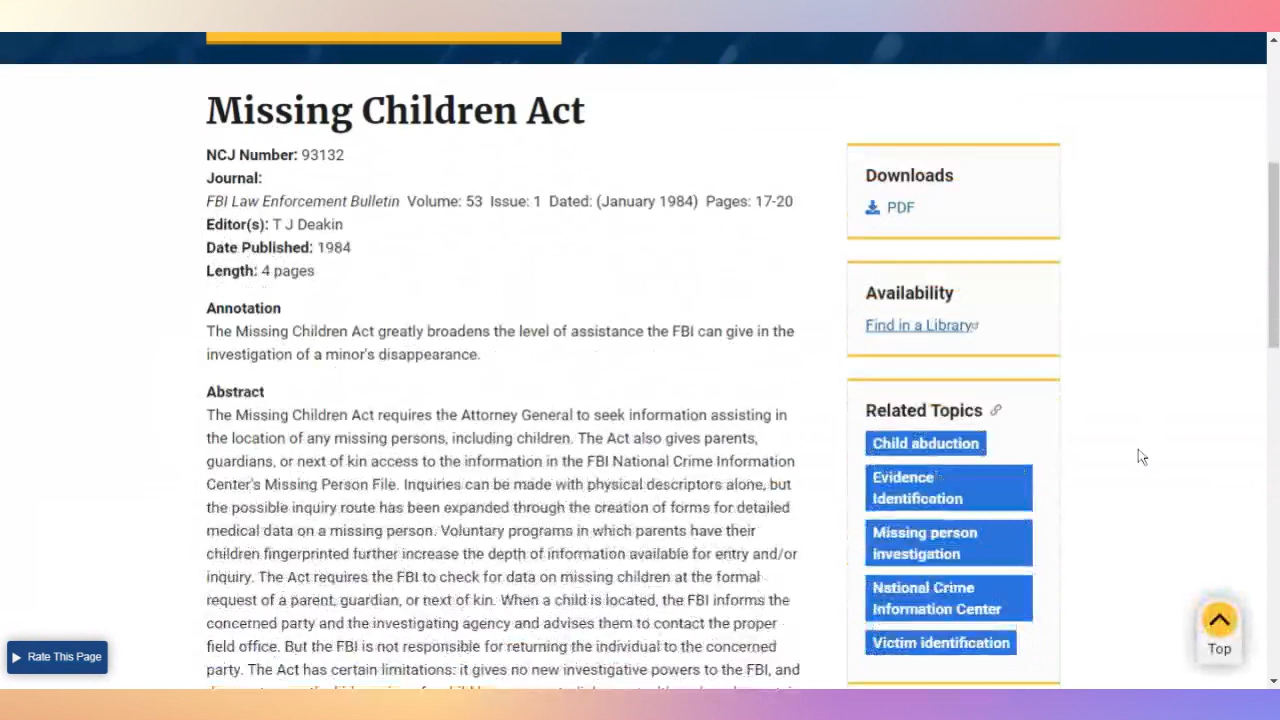 Missing Children Act
NCJ Number: 93132
Journal:
FBI Law Enforcement Bulletin Volume: 53 Issue: 1 Dated: (January 1984) Pages: 17-20
Editor(s): T J Deakin
Date Published: 1984
Length: 4 pages
Annotation
The Missing Children Act greatly broadens the level of assistance the FBI can give in the
investigation of a minor's disappearance.
Abstract
The Missing Children Act requires the Attorney General to seek information assisting in
the location of any missing persons, including children. The Act also gives parents,
guardians, or next of kin access to the information in the FBI National Crime Information
Center's Missing Person File. Inquiries can be made with physical descriptors alone, but
the possible inquiry route has been expanded through the creation of forms for detailed
medical data on a missing person. Voluntary programs in which parents have their
children fingerprinted further increase the depth of information available for entry and/or
inquiry. The Act requires the FBI to check for data on missing children at the formal
request of a parent, guardian, or next of kin. When a child is located, the FBI informs the
concerned party and the investigating agency and advises them to contact the proper
field office. But the FBI is not responsible for returning the individual to the concerned
party. The Act has certain limitations: it gives no new investigative powers to the FBI, and
Downloads
PDF
Availability
Find in a Library
Related Topics
Child abduction
Evidence
Identification
Missing person
investigation
National Crime
Information Center
Victim identification
Rate This Page
Top